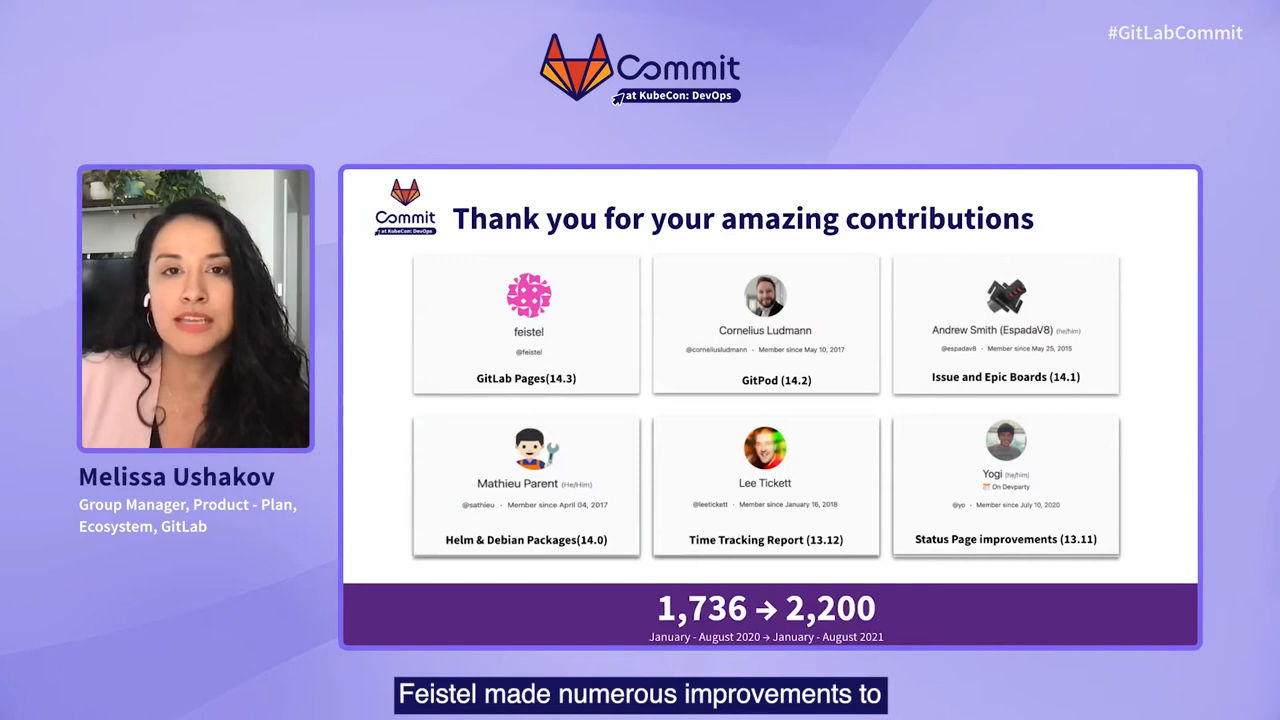 #GitLabCommit
Commit
at KubeCon: DevOps
Commit
at KubeCon: DevOps
Thank you for your amazing contributions
feistel
@feistel
GitLab Pages(14.3)
Cornelius Ludmann
@corneliusludmann · Member since May 10, 2017
GitPod (14.2)
Andrew Smith (EspadaV8) (he/him)
@espadav8 · Member since May 25, 2015
Issue and Epic Boards (14.1)
Mathieu Parent (He/Him)
@sathieu · Member since April 04, 2017
Helm & Debian Packages(14.0)
Lee Tickett
@leetickett · Member since January 16, 2018
Time Tracking Report (13.12)
Yogi (he/him)
On Devparty
@yo · Member since July 10, 2020
Status Page improvements (13.11)
1,736 → 2,200
January - August 2020 → January - August 2021
Melissa Ushakov
Group Manager, Product - Plan,
Ecosystem, GitLab
Feistel made numerous improvements to